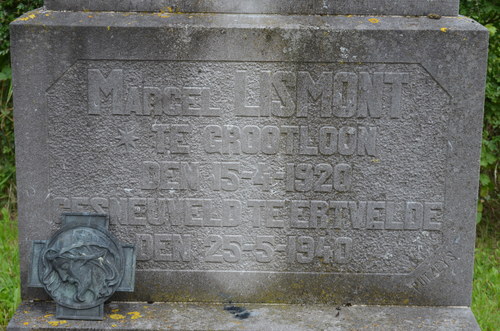 MARCEL LISMONT
* TE GROOTLOON
DEN 15-4-1920
GESNEUVELD TE ERTVELDE
DEN 25-5-1940